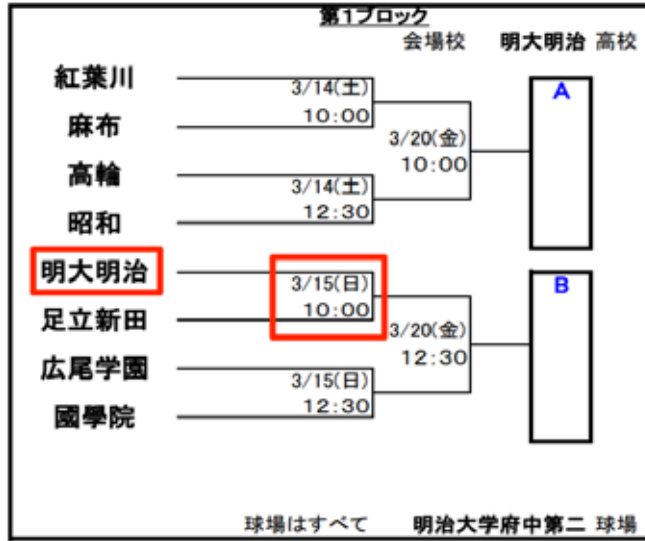 第1ブロック
会場校 明大明治 高校
紅葉川
3/14(土)
10:00
麻布
3/20(金)
10:00
A
高輪
3/14(土)
12:30
昭和
明大明治
3/15(日)
10:00
足立新田
3/20(金)
12:30
B
広尾学園
3/15(日)
12:30
國學院
球場はすべて 明治大学府中第二 球場